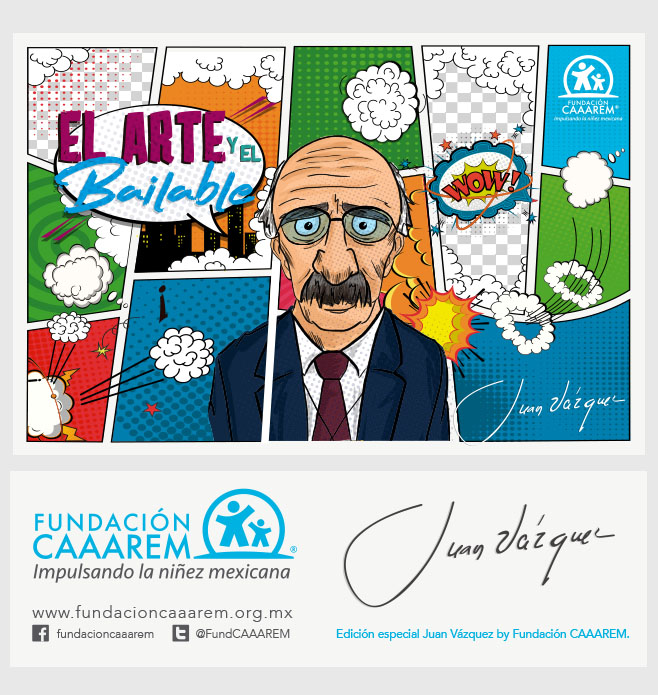 EL ARTE Y EL
Bailable
FUNDACIÓN
CAAAREM®
Impulsando la niñez mexicana
WOW!
Juan Vázquez
FUNDACIÓN
CAAAREM®
Impulsando la niñez mexicana
www.fundacioncaaarem.org.mx
fundacioncaaarem @FundCAAAREM
Juan Vázquez
Edición especial Juan Vázquez by Fundación CAAAREM.